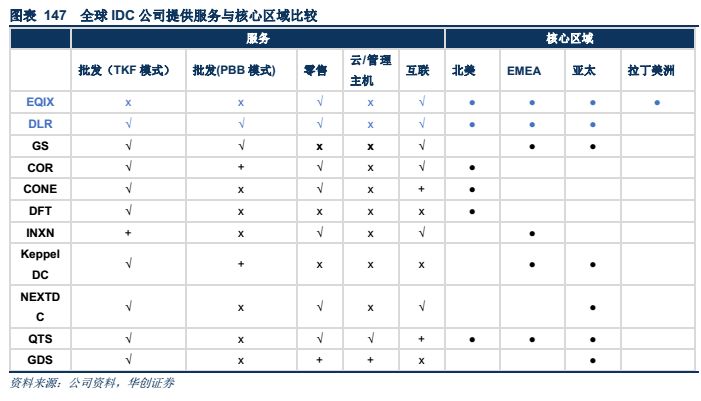 图表 147 全球 IDC 公司提供服务与核心区域比较
服务 核心区域
批发（TKF 模式） 批发(PBB 模式) 零售 云/管理主机 互联 北美 EMEA 亚太 拉丁美洲
EQIX x x √ x √ ● ● ● ●
DLR √ √ √ x √ ● ● ●
GS √ √ x x √ ● ●
COR √ + √ x √ ●
CONE √ x √ x + ●
DFT √ x x x x ●
INXN + x √ x √ ●
Keppel DC √ + x x x ● ●
NEXTDC √ x √ x √ ●
QTS √ x √ √ + ● ● ●
GDS √ x + + x ●
资料来源：公司资料，华创证券